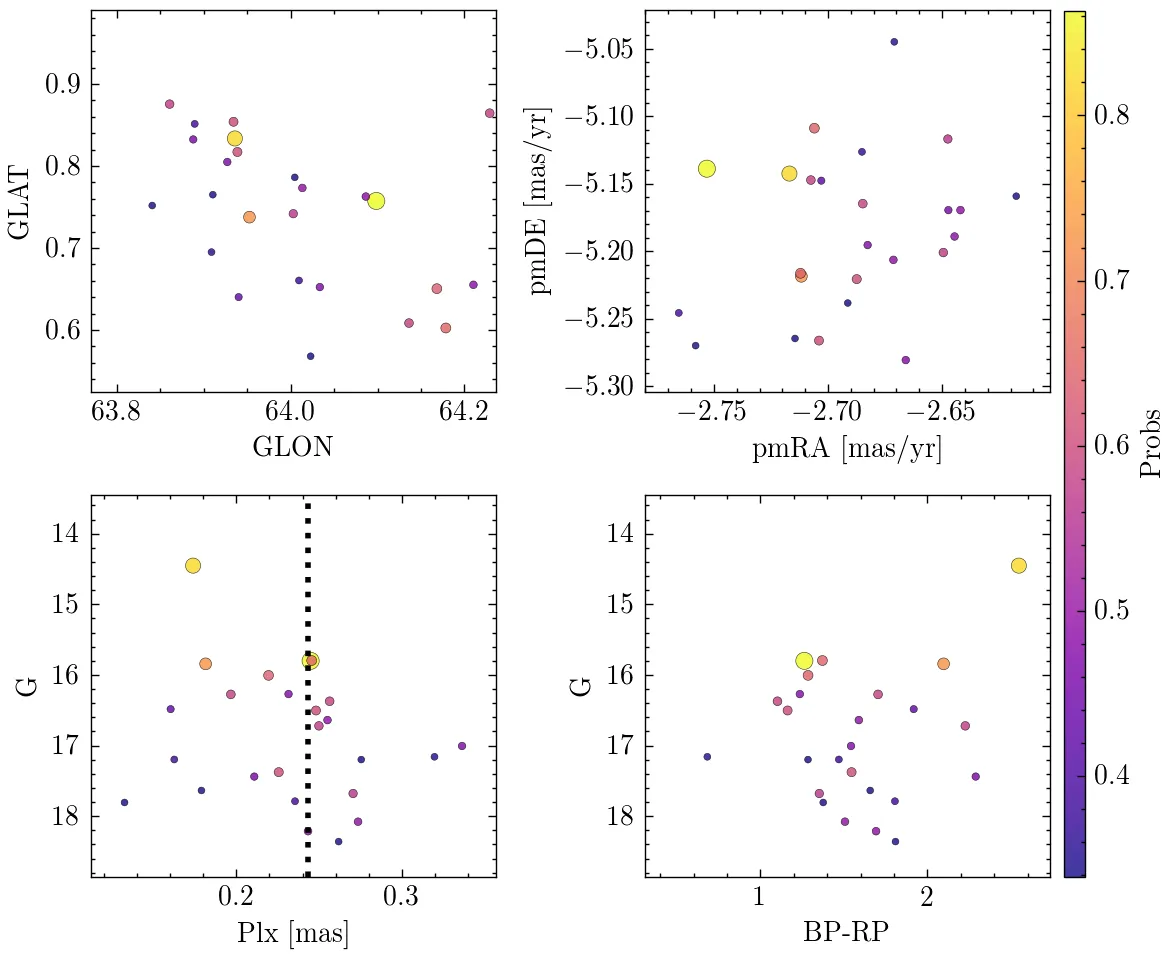 GLAT
0.9
0.8
0.7
0.6
63.8 64.0 64.2
GLON
pmDE [mas/yr]
−5.05
−5.10
−5.15
−5.20
−5.25
−5.30
−2.75 −2.70 −2.65
pmRA [mas/yr]
G
14
15
16
17
18
0.2 0.3
Plx [mas]
G
14
15
16
17
18
1 2
BP-RP
0.8
0.7
0.6
0.5
0.4
Probs